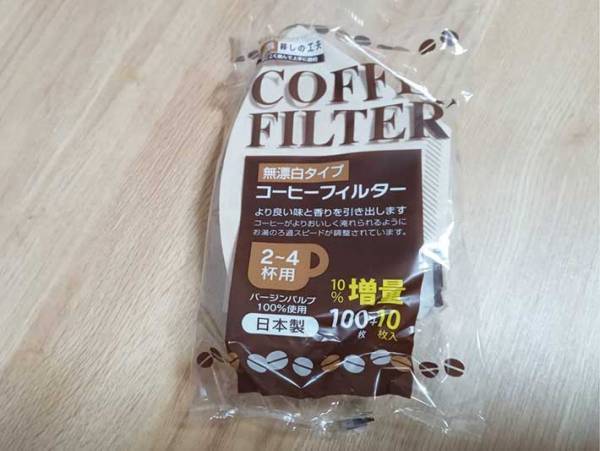 暮しの工夫
COFFE
FILTER
無漂白タイプ
コーヒーフィルター
より良い味と香りを引き出します
コーヒーがよりおいしく淹れられるように
お湯のろ過スピードが調整されています。
2~4
杯用
10%
増量
バージンパルプ
100%使用
100枚+10枚入
日本製